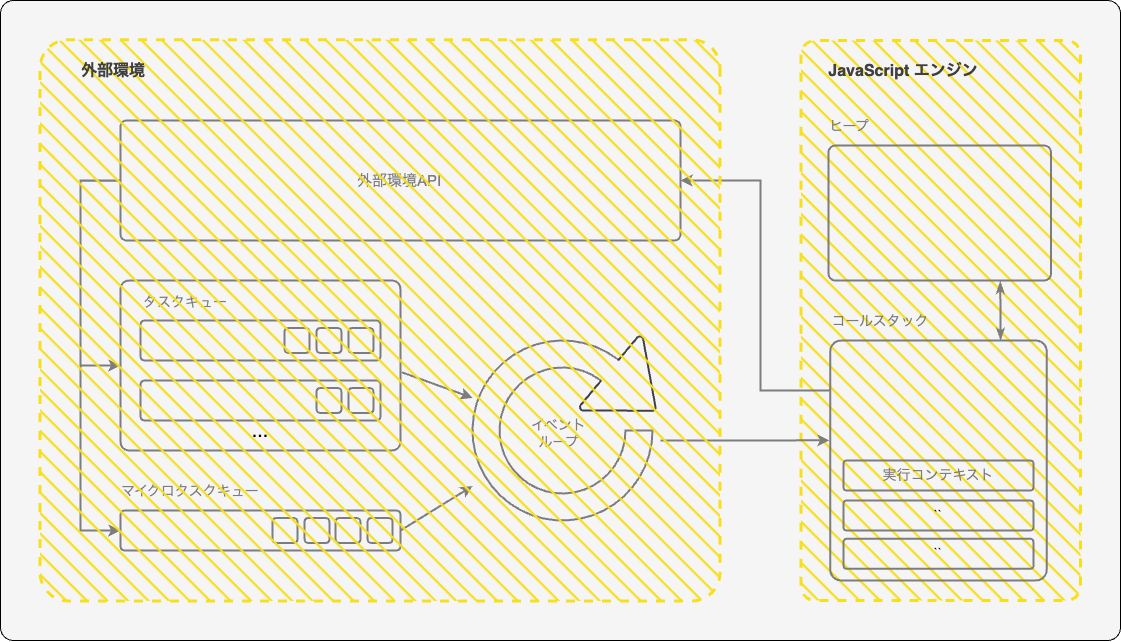 外部環境
JavaScript エンジン
ヒープ
外部環境API
タスクキュー
...
コールスタック
イベント
ループ
実行コンテキスト
マイクロタスクキュー
``
``